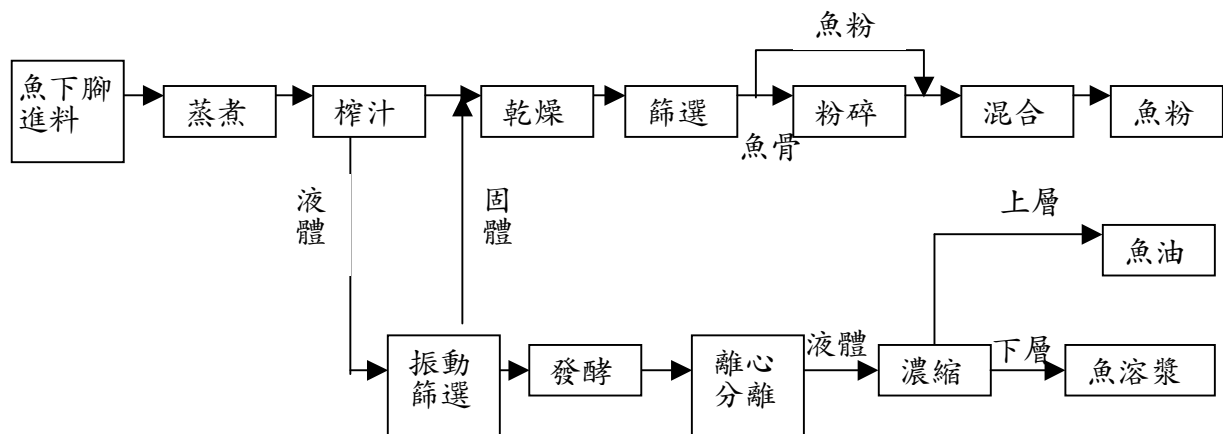 魚粉
魚下腳
進料
蒸煮
榨汁
乾燥
篩選
粉碎
混合
魚粉
魚骨
液
體
固
體
上層
魚油
振動
篩選
發酵
離心
分離
液體
濃縮
下層
魚溶漿